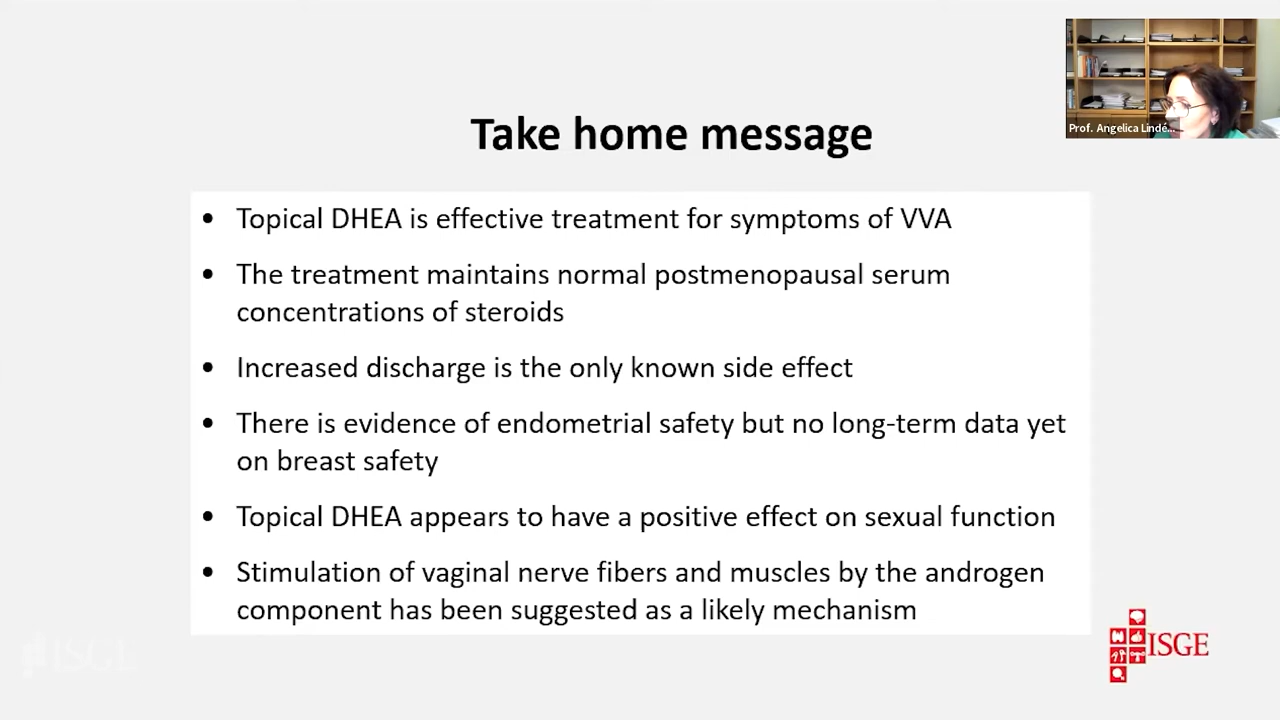 Prof. Angelica Lindé...
Take home message
• Topical DHEA is effective treatment for symptoms of VVA
• The treatment maintains normal postmenopausal serum
concentrations of steroids
• Increased discharge is the only known side effect
• There is evidence of endometrial safety but no long-term data yet
on breast safety
• Topical DHEA appears to have a positive effect on sexual function
• Stimulation of vaginal nerve fibers and muscles by the androgen
component has been suggested as a likely mechanism
ISGE
ISGE